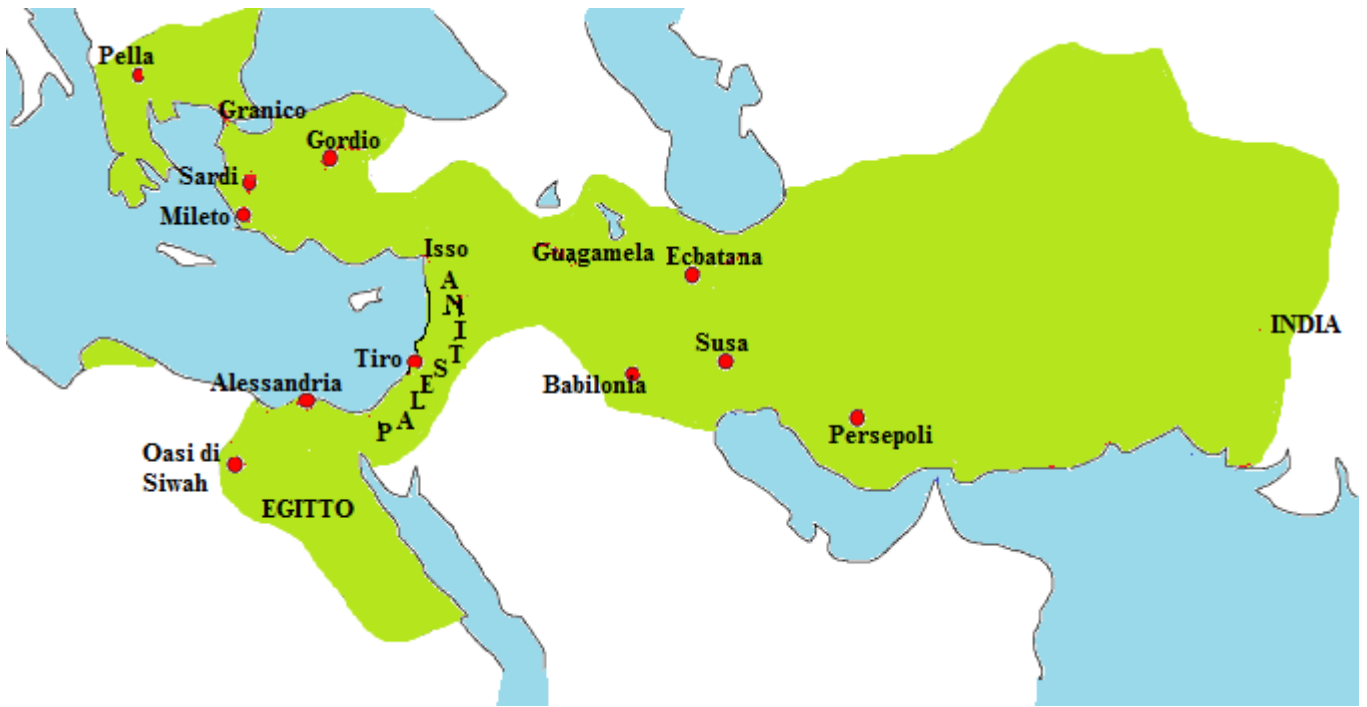 Pella
Granico
Gordio
Sardi
Mileto
Isso
Guagamela
Ecbatana
PALESTINA
INDIA
Tiro
Susa
Alessandria
Babilonia
Persepoli
Oasi di
Siwah
EGITTO